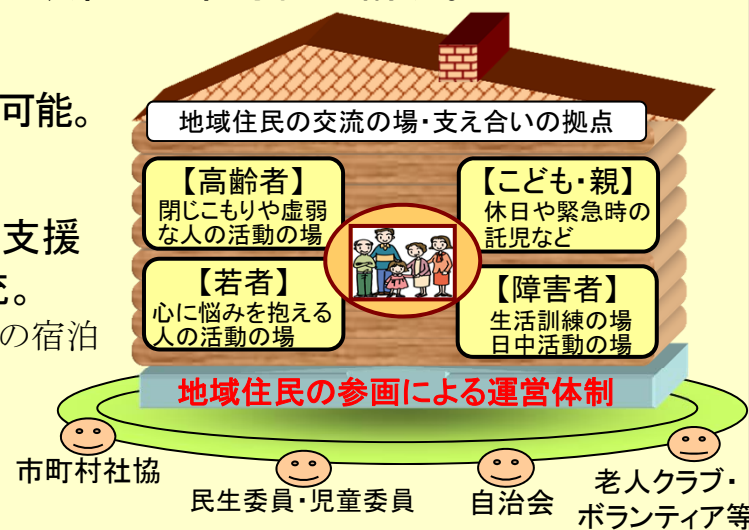 可能。
地域住民の交流の場・支え合いの拠点
【高齢者】
閉じこもりや虚弱
な人の活動の場
【こども・親】
休日や緊急時の
託児など
支援
【若者】
心に悩みを抱える
人の活動の場
【障害者】
生活訓練の場
日中活動の場
。
の宿泊
地域住民の参画による運営体制
市町村社協
民生委員・児童委員
自治会
老人クラブ・
ボランティア等